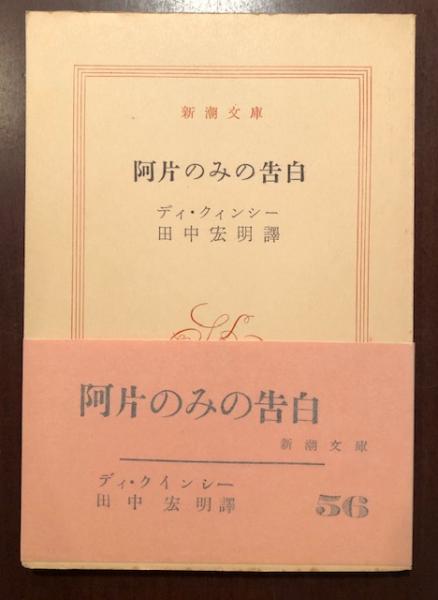 新潮文庫
阿片のみの告白
ディ・クィンシー
田中宏明譯
阿片のみの告白
新潮文庫
ディ・クインシー
田中宏明譯
56